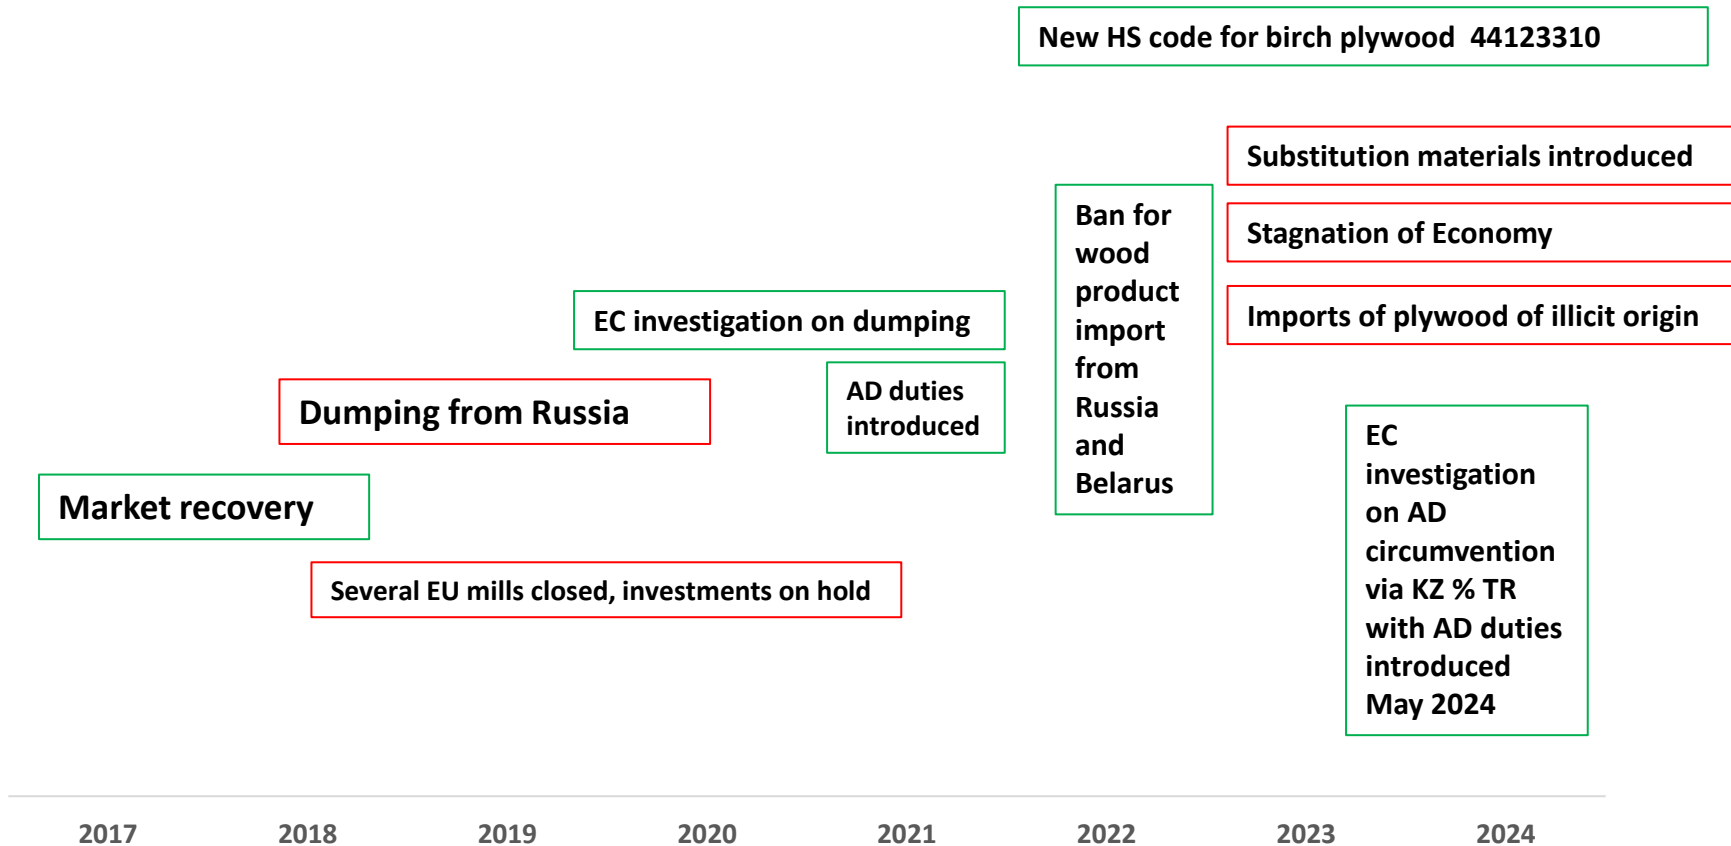 New HS code for birch plywood 44123310
Substitution materials introduced
Stagnation of Economy
Imports of plywood of illicit origin
Ban for
wood
product
import
from
Russia
and
Belarus
EC investigation on dumping
AD duties
introduced
Dumping from Russia
Market recovery
Several EU mills closed, investments on hold
EC
investigation
on AD
circumvention
via KZ % TR
with AD duties
introduced
May 2024
2017 2018 2019 2020 2021 2022 2023 2024